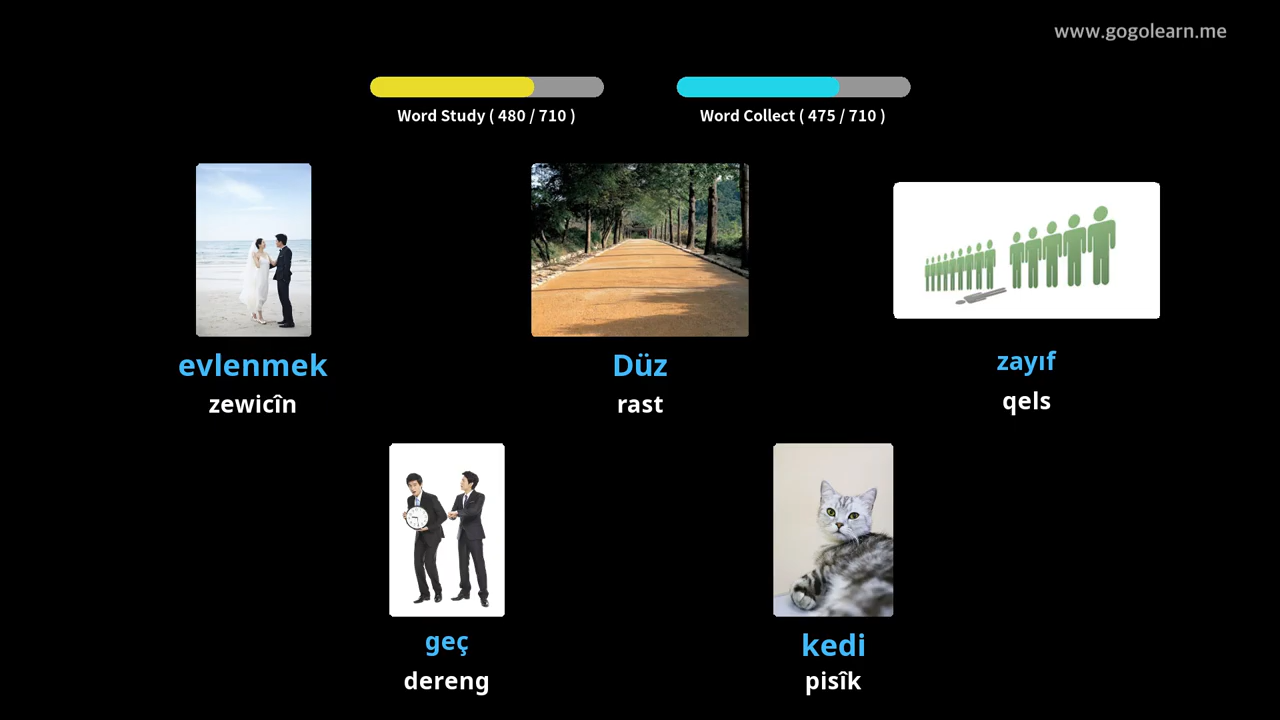 www.gogolearn.me
Word Study ( 480 / 710 )
Word Collect ( 475 / 710 )
evlenmek
zewicîn
Düz
rast
zayıf
qels
geç
dereng
kedi
pisîk